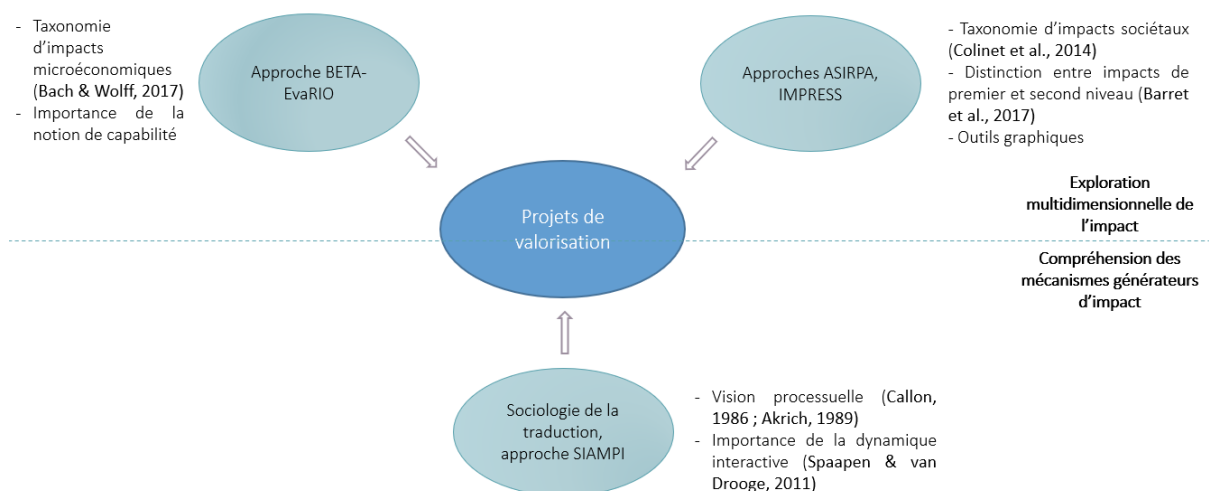 - Taxonomie
d’impacts
microéconomiques
(Bach & Wolff, 2017)
- Importance de la
notion de capabilité
Approche BETA-
EvaRIO
Approches ASIRPA,
IMPRESS
- Taxonomie d’impacts sociétaux
(Colinet et al., 2014)
- Distinction entre impacts de
premier et second niveau (Barret
et al., 2017)
- Outils graphiques
Projets de
valorisation
Exploration
multidimensionnelle de
l’impact
Compréhension des
mécanismes générateurs
d’impact
Sociologie de la
traduction,
approche SIAMPI
- Vision processuelle (Callon,
1986 ; Akrich, 1989)
- Importance de la dynamique
interactive (Spaapen & van
Drooge, 2011)